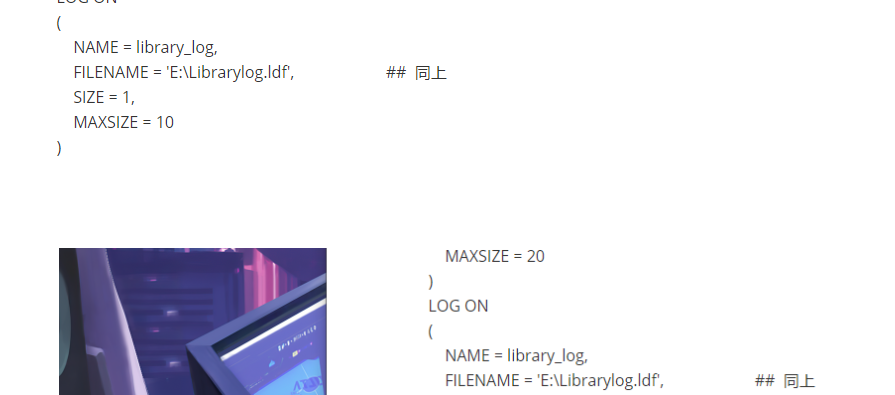 LOG ON
(
NAME = library_log,
FILENAME = 'E:\Librarylog.ldf', ## 同上
SIZE = 1,
MAXSIZE = 10
)
MAXSIZE = 20
)
LOG ON
(
NAME = library_log,
FILENAME = 'E:\Librarylog.ldf', ## 同上